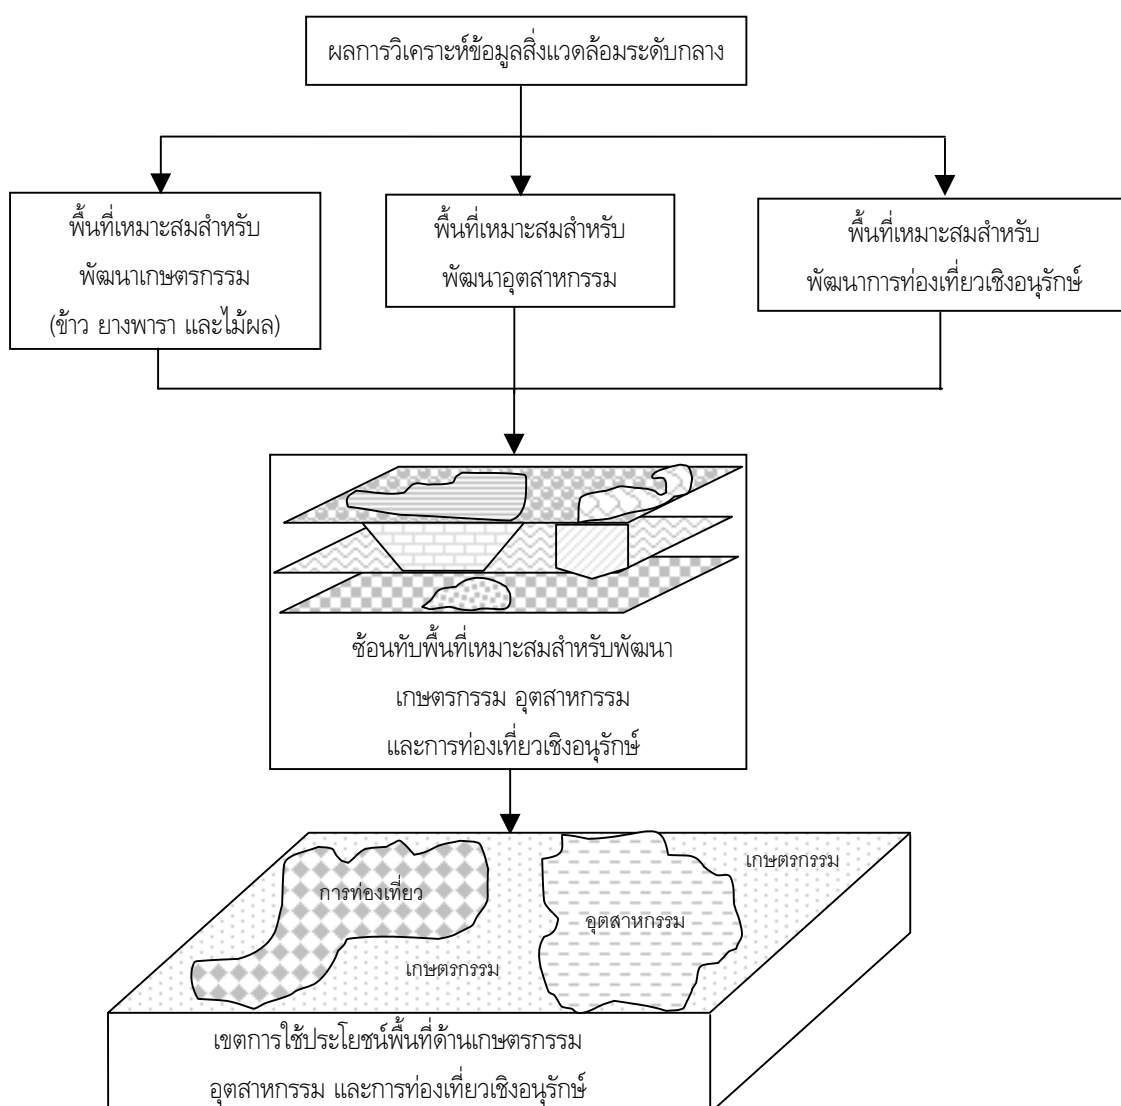 ผลการวิเคราะห์ข้อมูลสิ่งแวดล้อมระดับกลาง
พื้นที่เหมาะสมสำหรับ
พัฒนาเกษตรกรรม
(ข้าว ยางพารา และไม้ผล)
พื้นที่เหมาะสมสำหรับ
พัฒนาอุตสาหกรรม
พื้นที่เหมาะสมสำหรับ
พัฒนาการท่องเที่ยวเชิงอนุรักษ์
ซ้อนทับพื้นที่เหมาะสมสำหรับพัฒนา
เกษตรกรรม อุตสาหกรรม
และการท่องเที่ยวเชิงอนุรักษ์
เกษตรกรรม
การท่องเที่ยว
อุตสาหกรรม
เกษตรกรรม
เขตการใช้ประโยชน์พื้นที่ด้านเกษตรกรรม
อุตสาหกรรม และการท่องเที่ยวเชิงอนุรักษ์